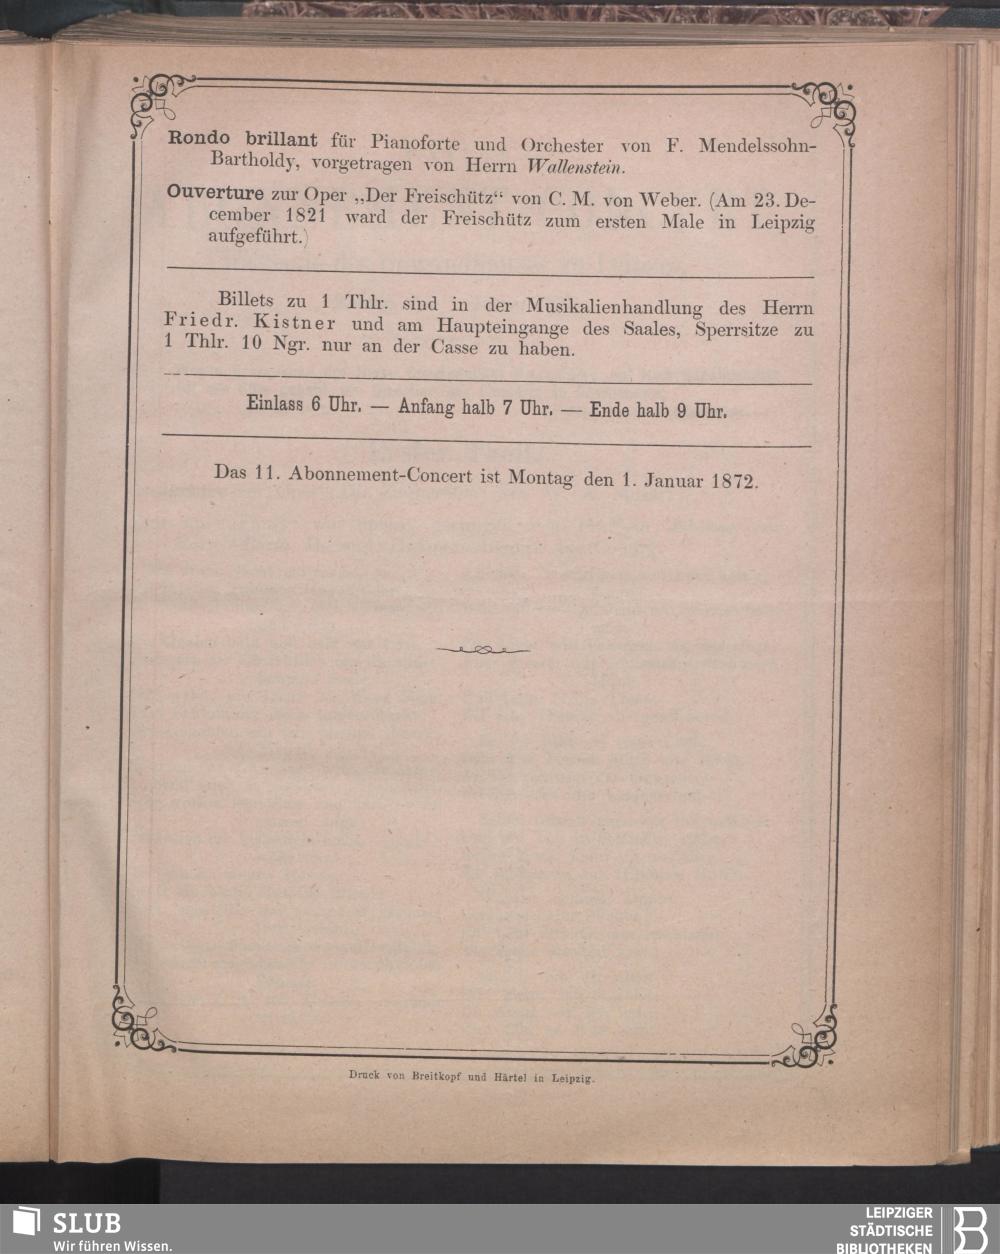 Rondo brillant für Pianoforte und Orchester von F. Mendelssohn-
Bartholdy, vorgetragen von Herrn Wallenstein.
Ouverture zur Oper „Der Freischütz“ von C. M. von Weber. (Am 23. De-
cember 1821 ward der Freischütz zum ersten Male in Leipzig
aufgeführt.)
Billets zu 1 Thlr. sind in der Musikalienhandlung des Herrn
Friedr. Kistner und am Haupteingange des Saales, Sperrsitze zu
1 Thlr. 10 Ngr. nur an der Casse zu haben.
Einlass 6 Uhr. — Anfang halb 7 Uhr. — Ende halb 9 Uhr.
Das 11. Abonnement-Concert ist Montag den 1. Januar 1872.
Druck von Breitkopf und Härtel in Leipzig.
SLUB
Wir führen Wissen.
LEIPZIGER
STÄDTISCHE
BIBLIOTHEKEN